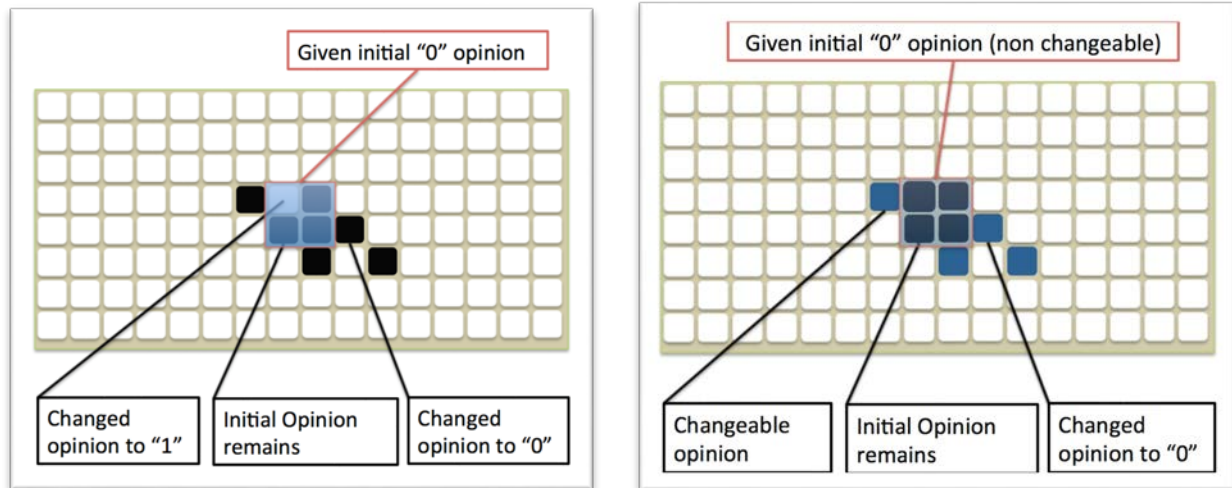 Given initial “0” opinion
Changed
opinion to “1”
Initial Opinion
remains
Changed
opinion to “0”
Given initial “0” opinion (non changeable)
Changeable
opinion
Initial Opinion
remains
Changed
opinion to “0”